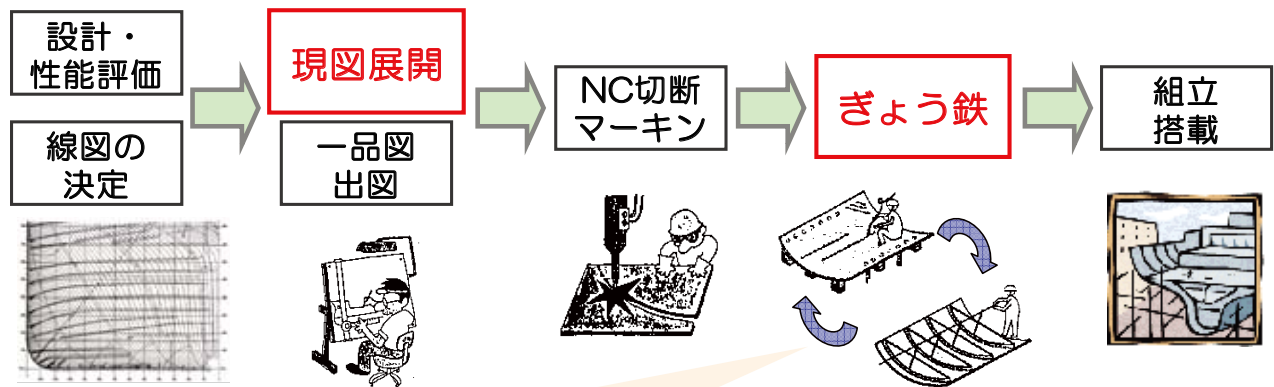 設計・
性能評価
線図の
決定
現図展開
一品図
出図
NC切断
マーキン
ぎょう鉄
組立
搭載